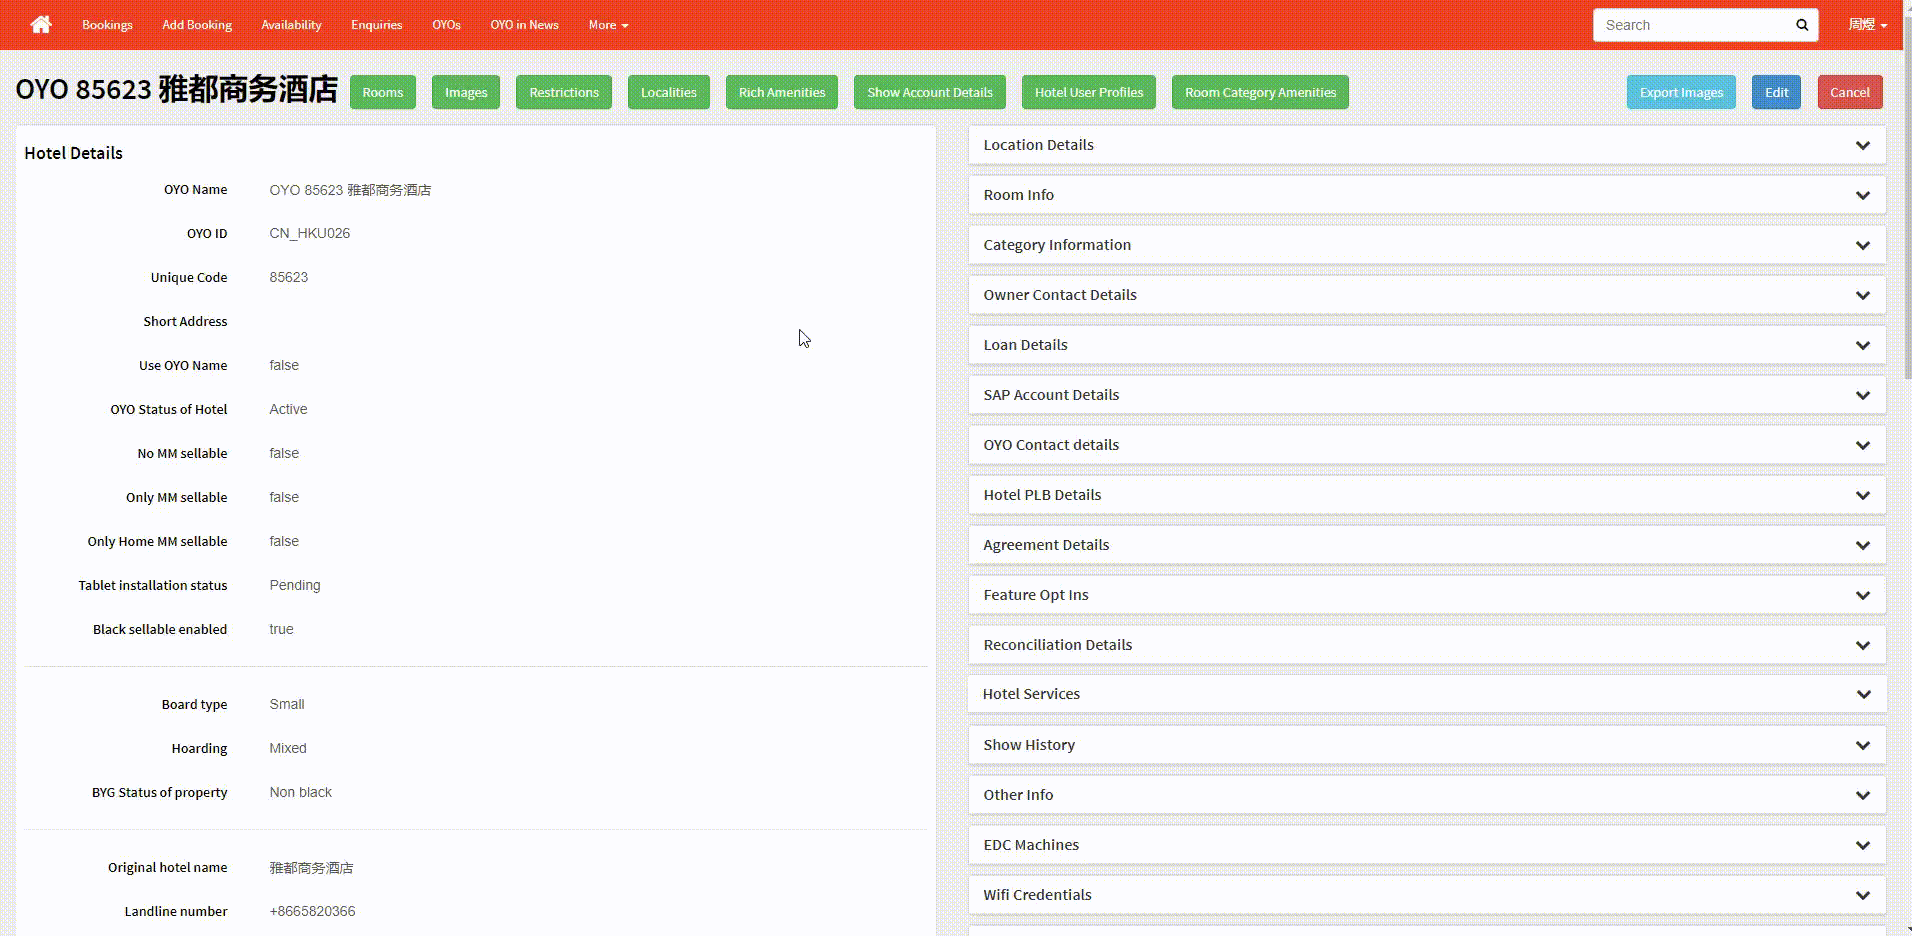 Bookings Add Booking Availability Enquiries OYOs OYO in News More Search 周煜
OYO 85623 雅都商务酒店 Rooms Images Restrictions Localities Rich Amenities Show Account Details Hotel User Profiles Room Category Amenities Export Images Edit Cancel
Hotel Details
OYO Name OYO 85623 雅都商务酒店
OYO ID CN_HKU026
Unique Code 85623
Short Address
Use OYO Name false
OYO Status of Hotel Active
No MM sellable false
Only MM sellable false
Only Home MM sellable false
Tablet installation status Pending
Black sellable enabled true
Board type Small
Hoarding Mixed
BYG Status of property Non black
Original hotel name 雅都商务酒店
Landline number +8665820366
Location Details
Room Info
Category Information
Owner Contact Details
Loan Details
SAP Account Details
OYO Contact details
Hotel PLB Details
Agreement Details
Feature Opt Ins
Reconciliation Details
Hotel Services
Show History
Other Info
EDC Machines
Wifi Credentials